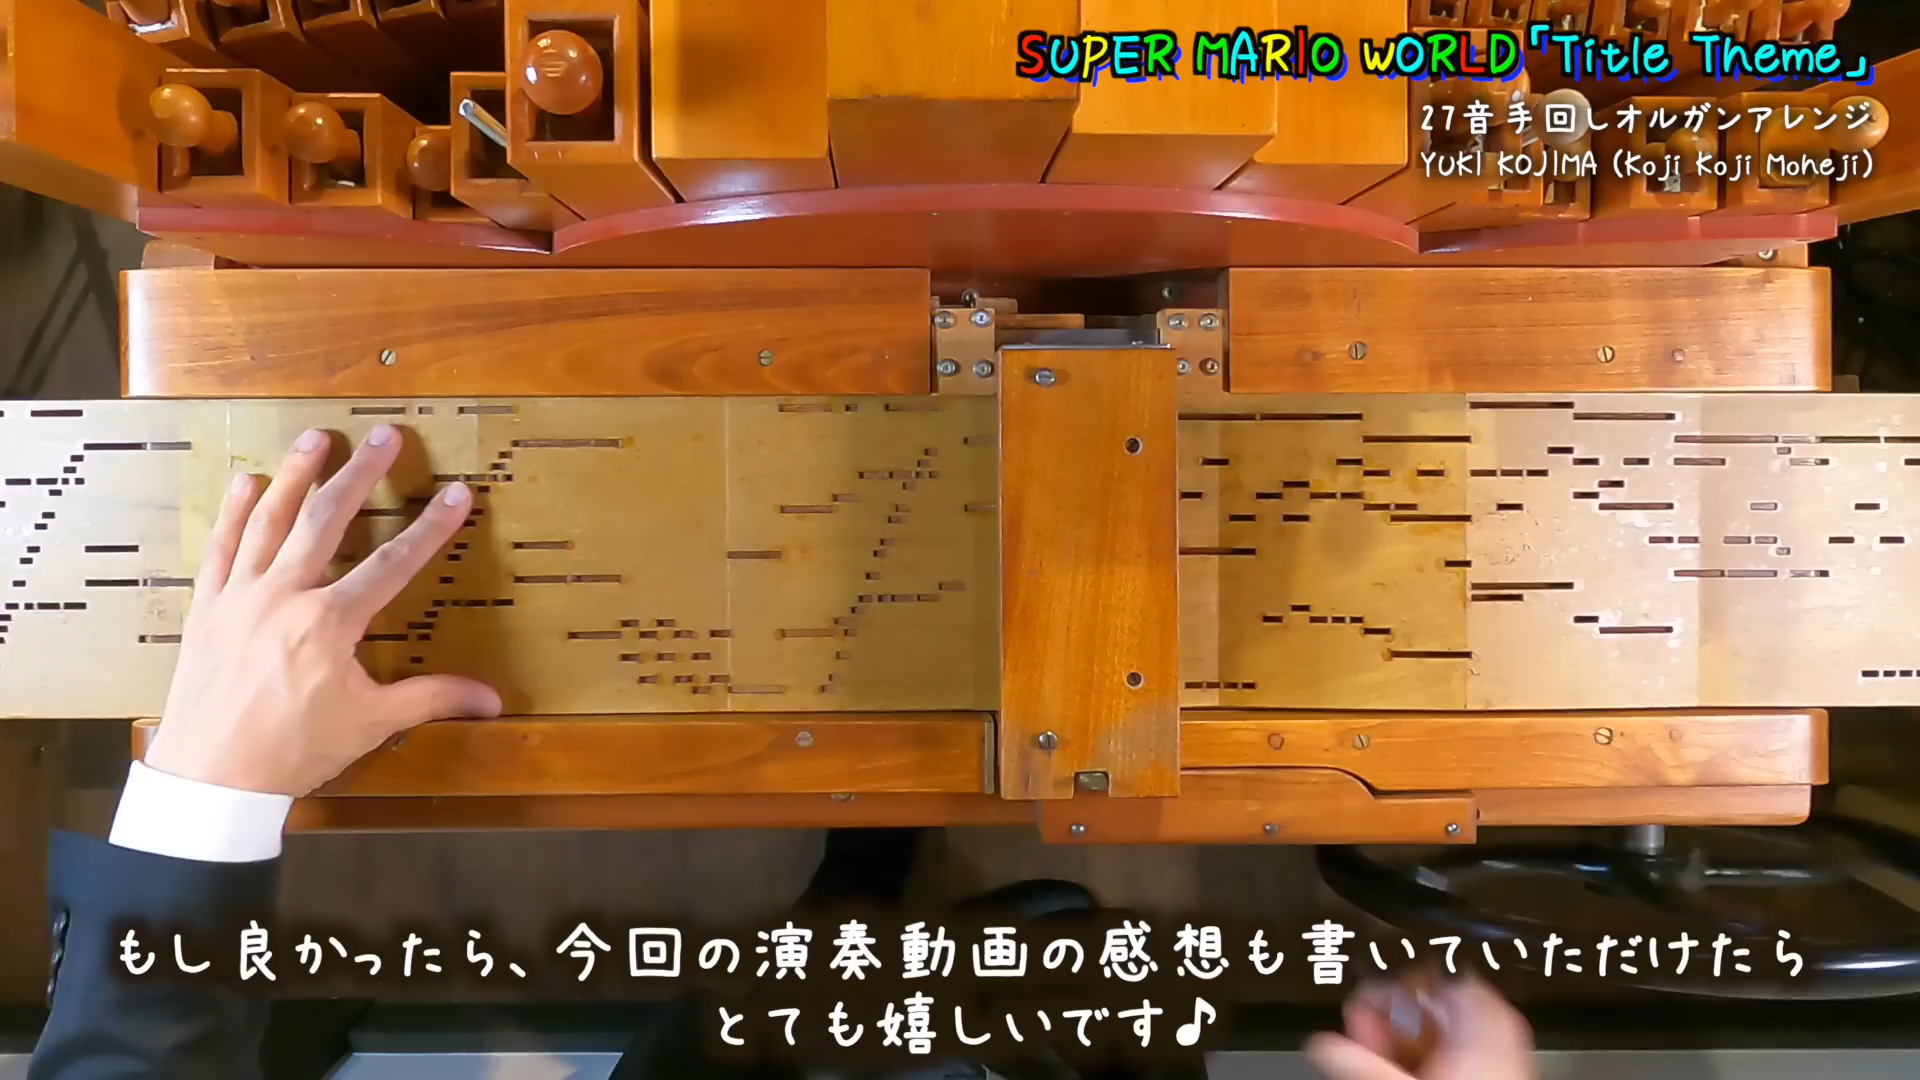 SUPER MARIO WORLD「Title Theme」
27音手回しオルガンアレンジ
YUKI KOJIMA (Koji Koji Moheji)
もし良かったら、今回の演奏動画の感想も書いていただけたら
とても嬉しいです♪